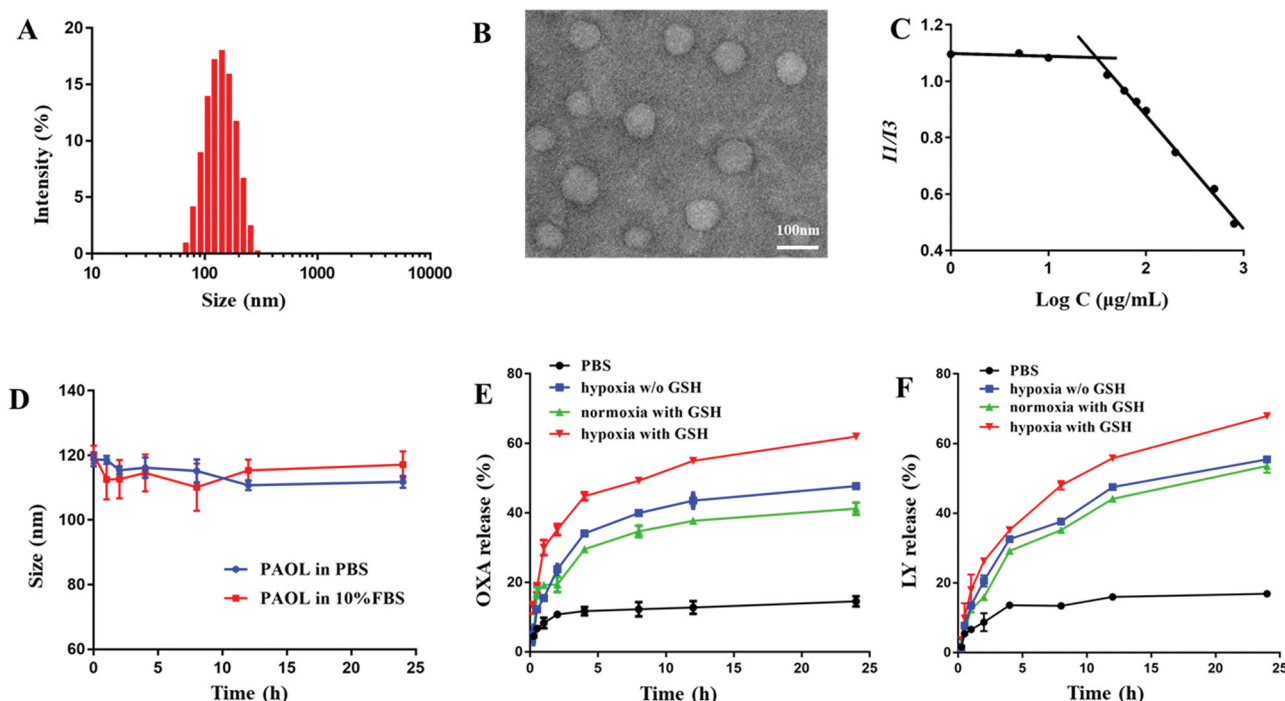 A
20
15
10
5
0
Intensity (%)
10
100
1000
10000
Size (nm)
B
100nm
C
1.2
1.0
0.8
0.6
0.4
I1/I3
0
1
2
3
Log C (µg/mL)
D
140
120
100
80
60
Size (nm)
PAOL in PBS
PAOL in 10%FBS
0
5
10
15
20
25
Time (h)
E
PBS
hypoxia w/o GSH
normoxia with GSH
hypoxia with GSH
80
60
40
20
0
OXA release (%)
0
5
10
15
20
25
Time (h)
F
PBS
hypoxia w/o GSH
normoxia with GSH
hypoxia with GSH
80
60
40
20
0
LY release (%)
0
5
10
15
20
25
Time (h)